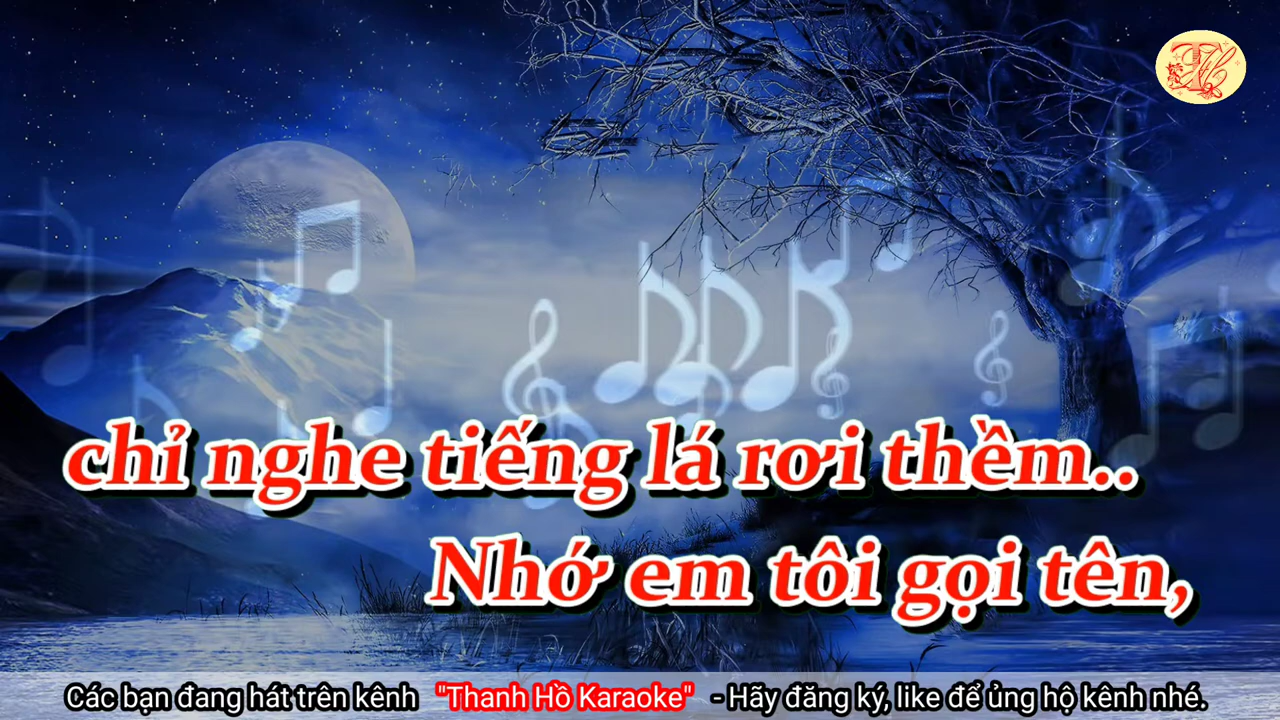 chỉ nghe tiếng lá rơi thềm..
Nhớ em tôi gọi tên,
Các bạn đang hát trên kênh "Thanh Hồ Karaoke" - Hãy đăng ký, like để ủng hộ kênh nhé.